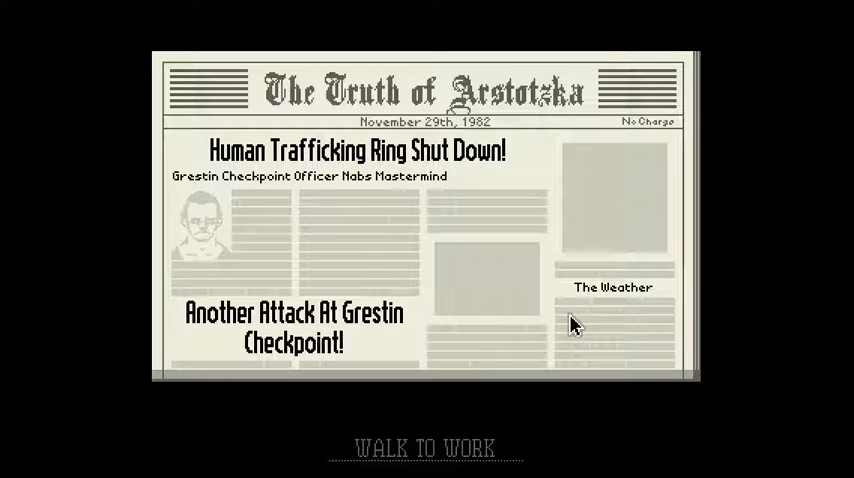 The Truth of Arstotzka
November 29th, 1982
No Charge
Human Trafficking Ring Shut Down!
Grestin Checkpoint Officer Nabs Mastermind
The Weather
Another Attack At Grestin
Checkpoint!
WALK TO WORK